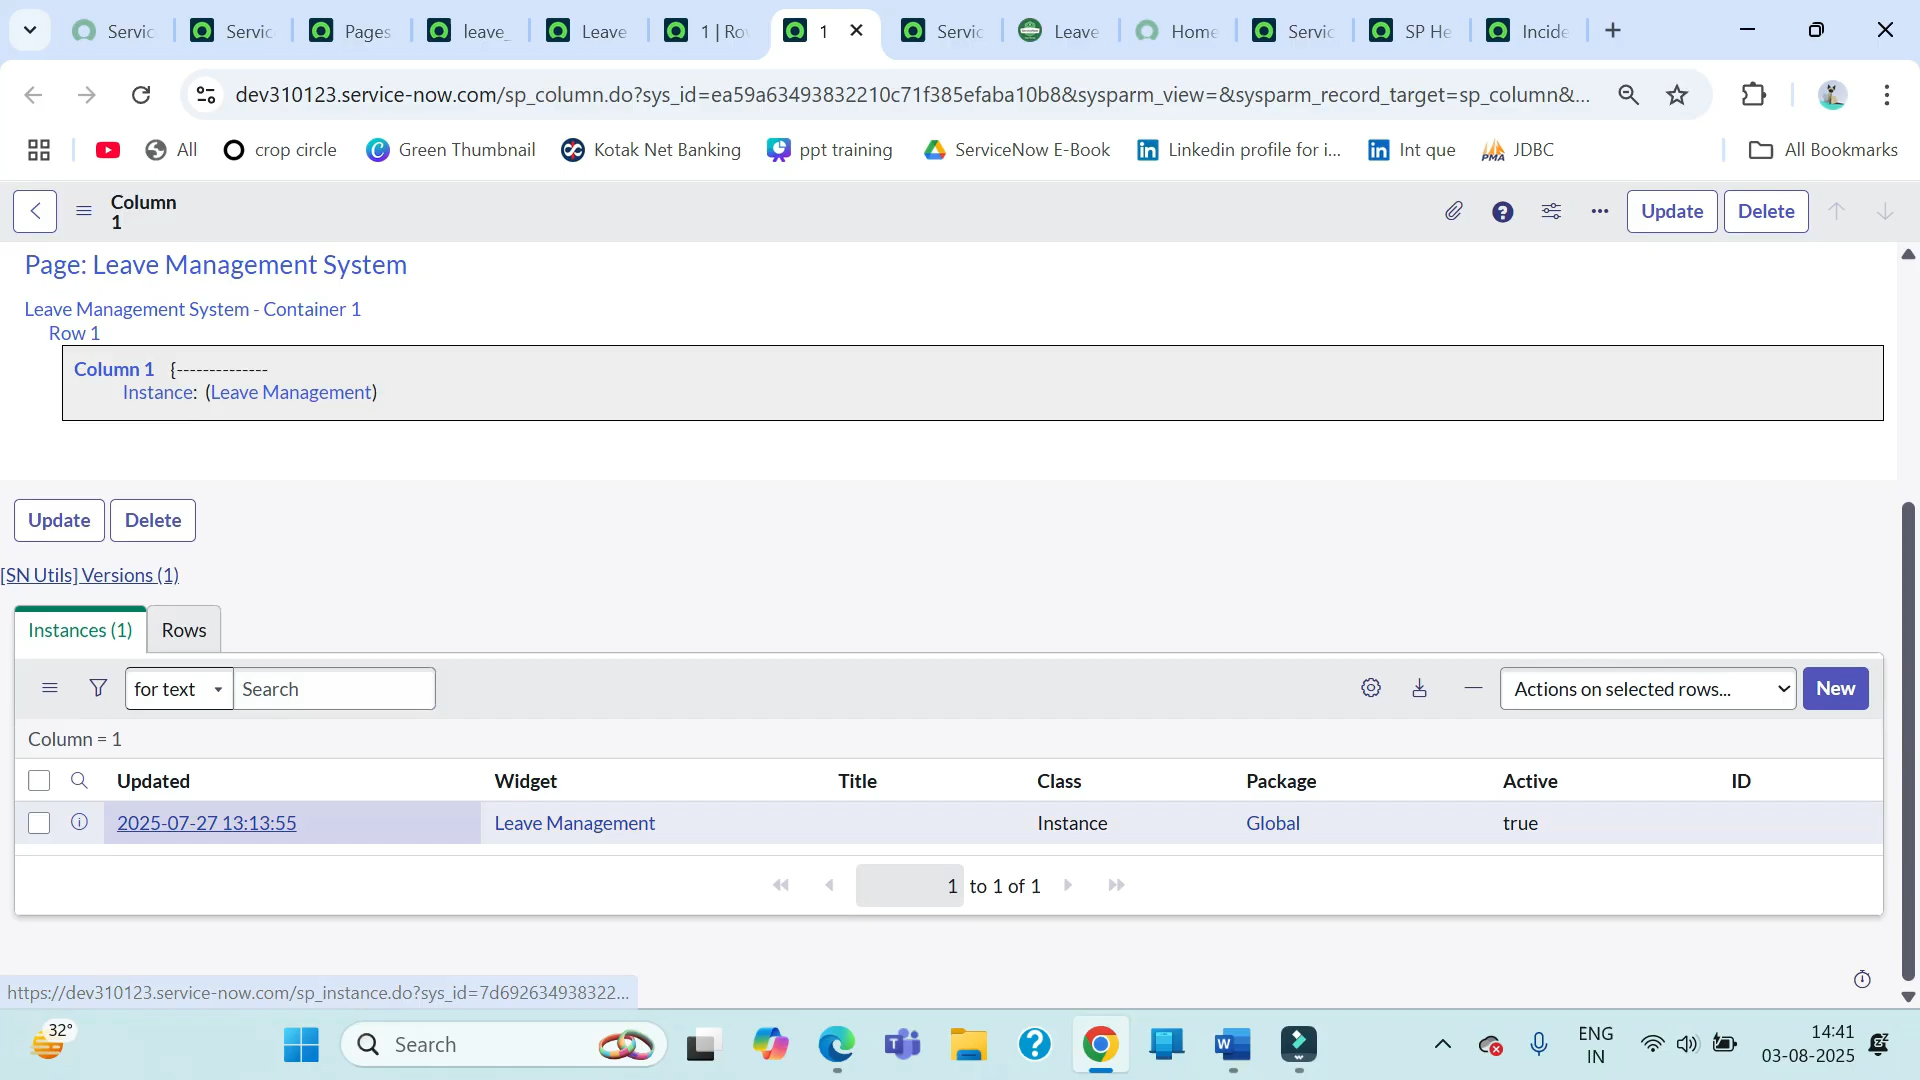 Servic
Servic
Pages
leave_
Leave
1 | Ro
1
Servic
Leave
Home
Servic
SP He
Incide
dev310123.service-now.com/sp_column.do?sys_id=ea59a63493832210c71f385efaba10b8&sysparm_view=&sysparm_record_target=sp_column&...
All
crop circle
Green Thumbnail
Kotak Net Banking
ppt training
ServiceNow E-Book
Linkedin profile for i...
Int que
JDBC
All Bookmarks
Column
1
Update
Delete
Page: Leave Management System
Leave Management System - Container 1
Row 1
Column 1 {--------------
Instance: (Leave Management)
Update
Delete
[SN Utils] Versions (1)
Instances (1)
Rows
for text
Search
Actions on selected rows...
New
Column = 1
Updated Widget Title Class Package Active ID
2025-07-27 13:13:55 Leave Management Instance Global true
1 to 1 of 1
https://dev310123.service-now.com/sp_instance.do?sys_id=7d692634938322...
32°
Search
ENG
IN
14:41
03-08-2025